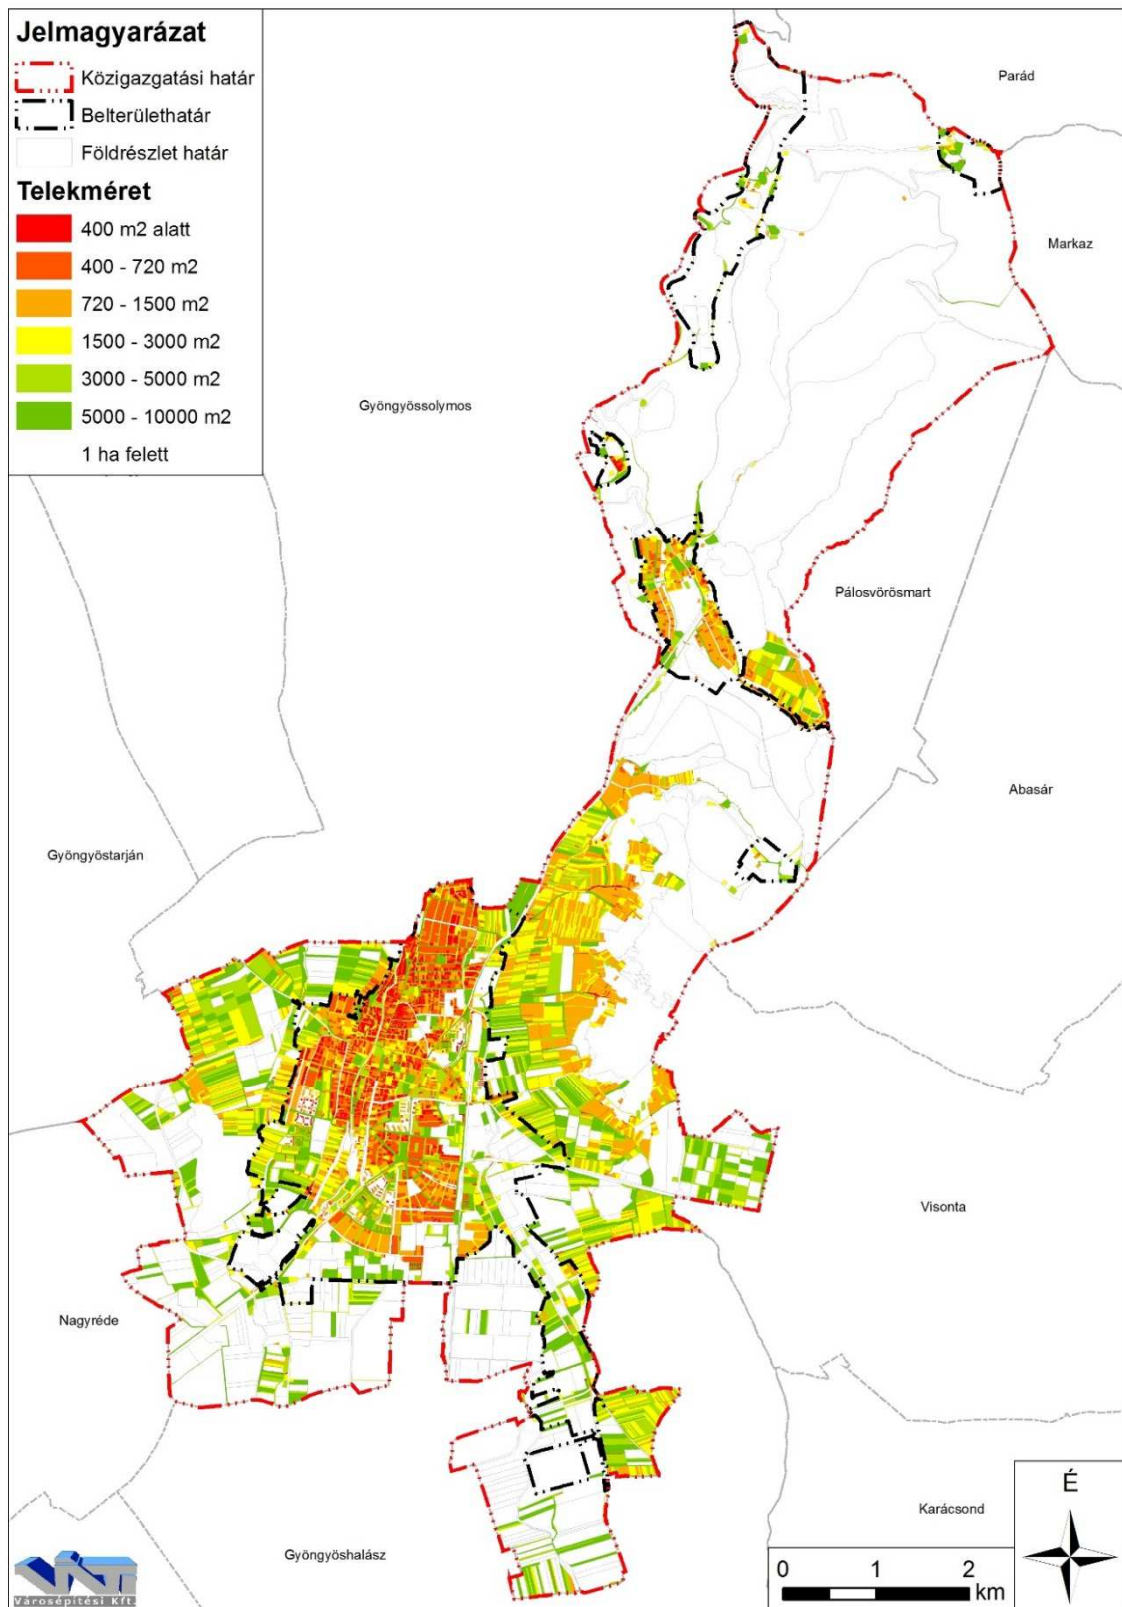 Jelmagyarázat
Közigazgatási határ
Belterülethatár
Földrészlet határ
Telekméret
400 m2 alatt
400 - 720 m2
720 - 1500 m2
1500 - 3000 m2
3000 - 5000 m2
5000 - 10000 m2
1 ha felett
Parád
Markaz
Gyöngyössolymos
Pálosvörösmart
Abasár
Gyöngyöstarján
Visonta
Nagyréde
Karácsond
Gyöngyöshalász
É
0 1 2
km
VÁTI
Városépítési Kft.